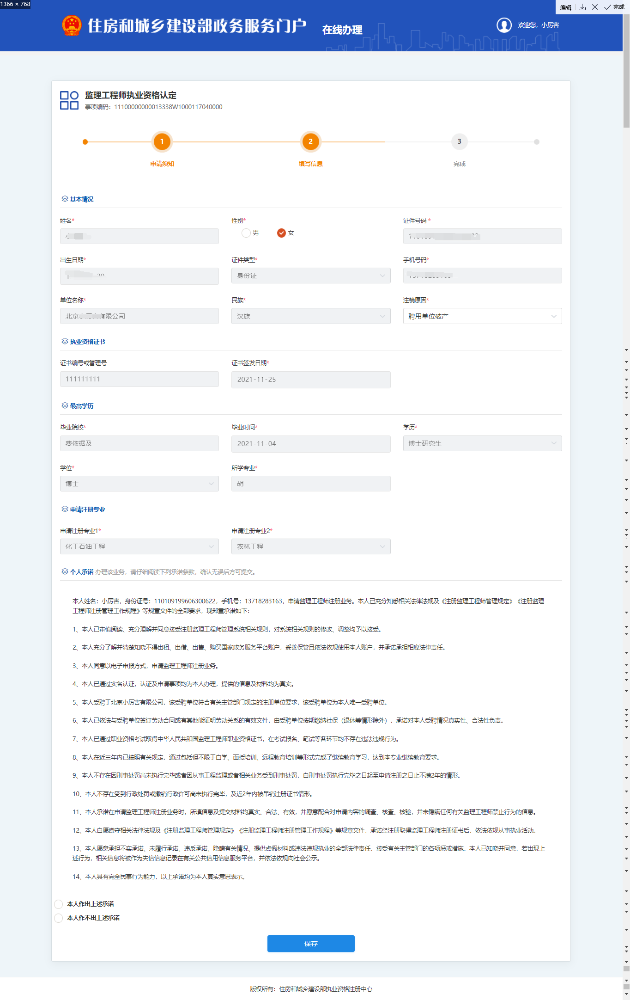 1366 × 768
编辑
完成
住房和城乡建设部政务服务门户
在线办理
欢迎您，小厉害
监理工程师执业资格认定
事项编码：11100000000013338W1000117040000
1
2
3
申请须知
填写信息
完成
基本情况
姓名*
性别*
证件号码 *
男
女
出生日期*
证件类型*
手机号码*
身份证
单位名称*
民族*
注销原因*
北京
有限公司
汉族
聘用单位破产
执业资格证书
证书编号或管理号
证书签发日期*
111111111
2021-11-25
最高学历
毕业院校*
毕业时间*
学历*
费依据及
2021-11-04
博士研究生
学位*
所学专业*
博士
胡
申请注册专业
申请注册专业1*
申请注册专业2*
化工石油工程
农林工程
个人承诺 办理该业务，请仔细阅读下列承诺条款，确认无误后方可提交。
本人姓名：小厉害，身份证号：110109199606300622，手机号：13718283163，申请监理工程师注册业务。本人已充分知悉相关法律法规及《注册监理工程师管理规定》《注册监理
工程师注册管理工作规程》等规章文件的全部要求，现郑重承诺如下：
1、本人已审慎阅读、充分理解并同意接受注册监理工程师管理系统相关规则，对系统相关规则的修改、调整均予以接受。
2、本人充分了解并清楚知晓不得出租、出借、出售、购买国家政务服务平台账户，妥善保管且依法依规使用本人账户，并承诺承担相应法律责任。
3、本人同意以电子申报方式，申请监理工程师注册业务。
4、本人已通过实名认证，认证及申请事项均为本人办理，提供的信息及材料均为真实。
5、本人受聘于北京小厉害有限公司，该受聘单位符合有关主管部门规定的注册单位要求，该受聘单位为本人唯一受聘单位。
6、本人已依法与受聘单位签订劳动合同或有其他能证明劳动关系的有效文件，由受聘单位按期缴纳社保（退休等情形除外），承诺对本人受聘情况真实性、合法性负责。
7、本人已通过职业资格考试取得中华人民共和国监理工程师职业资格证书，在考试报名、笔试等各环节均不存在违法违规行为。
8、本人在近三年内已按照有关规定，通过包括但不限于自学、面授培训、远程教育培训等形式完成了继续教育学习，达到本专业继续教育要求。
9、本人不存在因刑事处罚尚未执行完毕或者因从事工程监理或者相关业务受到刑事处罚，自刑事处罚执行完毕之日起至申请注册之日止不满2年的情形。
10、本人不存在受到行政处罚或撤销行政许可尚未执行完毕，及近2年内被吊销注册证书情形。
11、本人承诺在申请监理工程师注册业务时，所填信息及提交材料均真实、合法、有效，并愿意配合对申请内容的调查、核查、核验，并未隐瞒任何有关监理工程师禁止行为的信息。
12、本人自愿遵守相关法律法规及《注册监理工程师管理规定》《注册监理工程师注册管理工作规程》等规章文件，承诺经注册取得监理工程师注册证书后，依法依规从事执业活动。
13、本人愿意承担不实承诺、未履行承诺、违反承诺、隐瞒有关情况、提供虚假材料或违法违规执业的全部法律责任，接受有关主管部门的各项惩戒措施。本人已知晓并同意，若出现上
述行为，相关信息将被作为失信信息记录在有关公共信用信息服务平台，并依法依规向社会公示。
14、本人具有完全民事行为能力，以上承诺均为本人真实意思表示。
本人作出上述承诺
本人作不出上述承诺
保存
版权所有：住房和城乡建设部执业资格注册中心